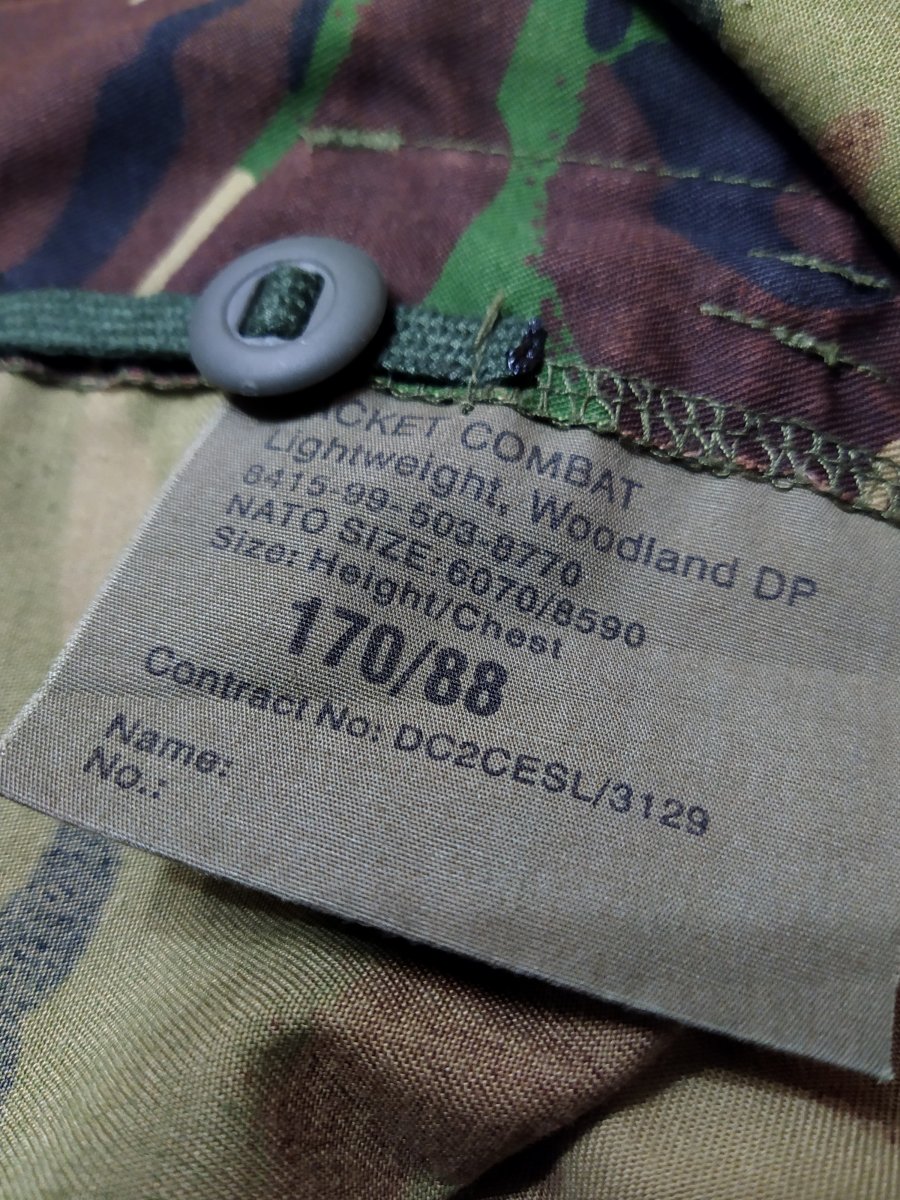 JACKET COMBAT
Lightweight, Woodland DP
8415-99-503-8770
NATO SIZE: 6070/8590
Size: Height/Chest
170/88
Contract No: DC2CESL/3129
Name:
No.: